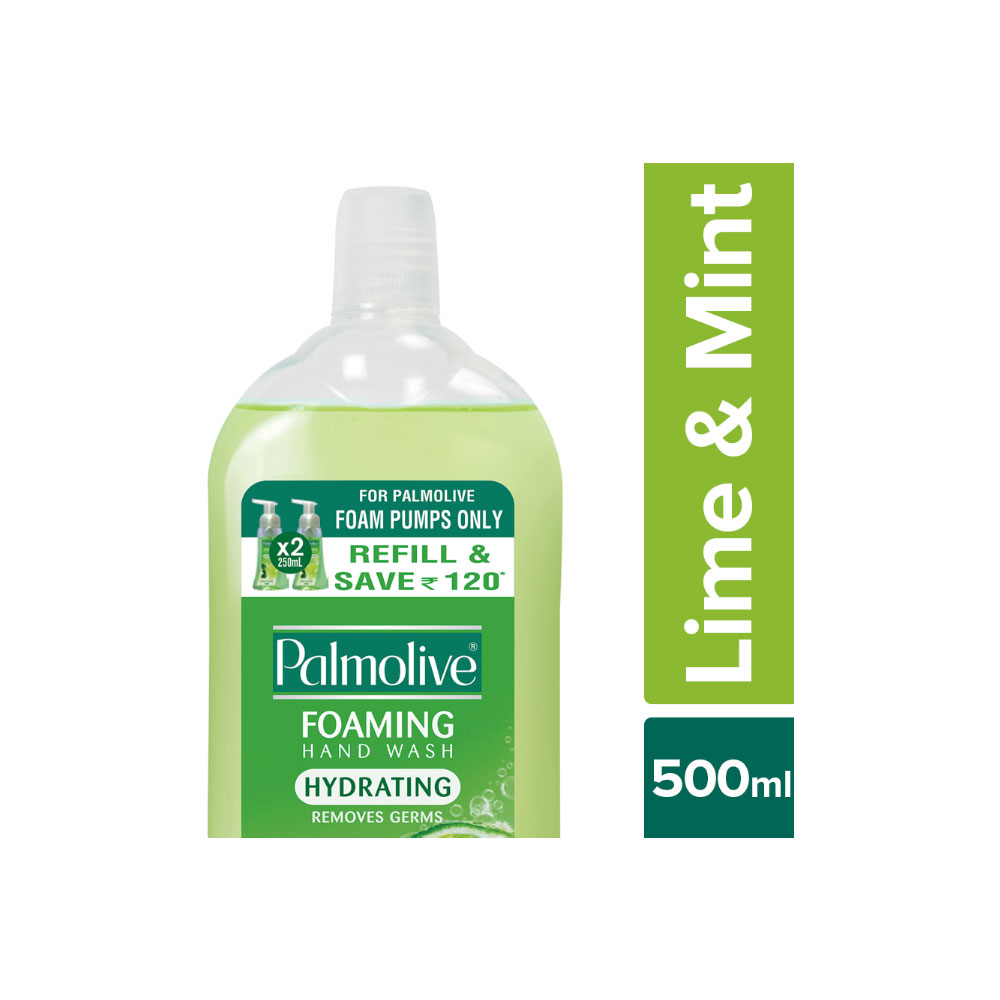 FOR PALMOLIVE
FOAM PUMPS ONLY
x2
250mL
REFILL &
SAVE ₹ 120*
Palmolive®
FOAMING
HAND WASH
HYDRATING
REMOVES GERMS
Lime & Mint
500ml